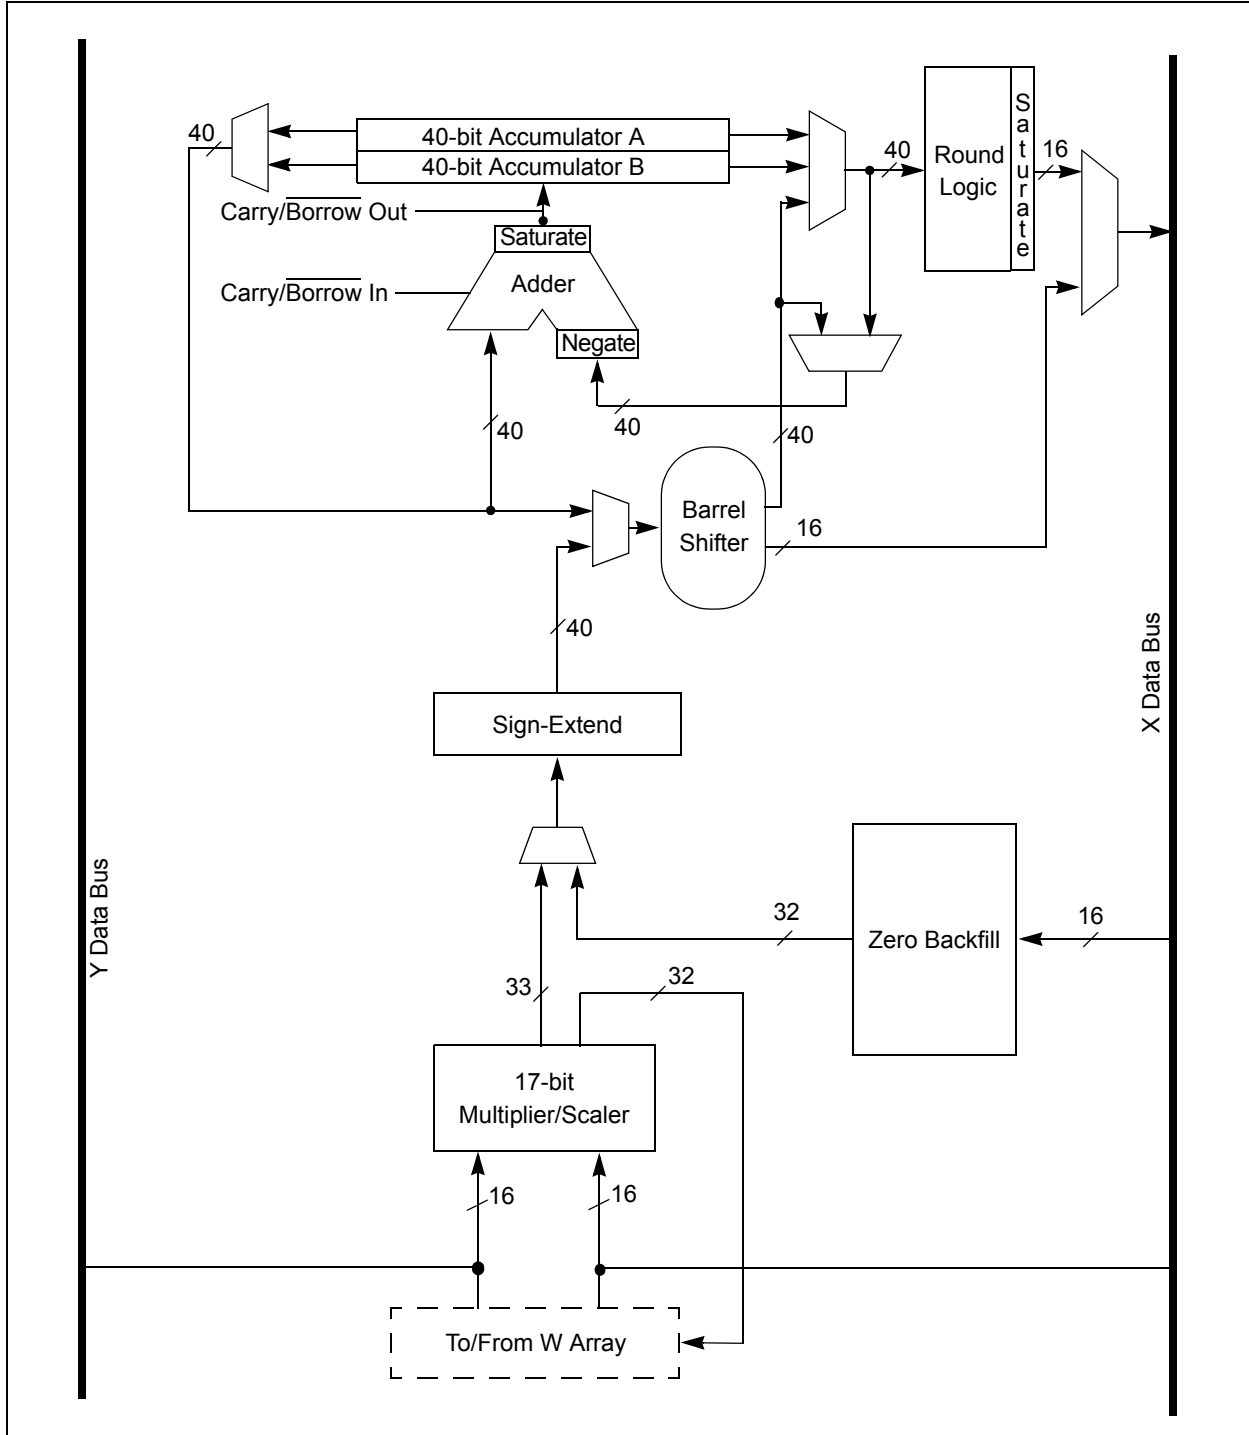 40
40-bit Accumulator A
40-bit Accumulator B
Carry/Borrow Out
Saturate
Carry/Borrow In
Adder
Negate
40
Round
Logic
Saturate
16
40
40
40
Barrel
Shifter
16
40
Sign-Extend
X Data Bus
Y Data Bus
32
Zero Backfill
16
33
32
17-bit
Multiplier/Scaler
16
16
To/From W Array